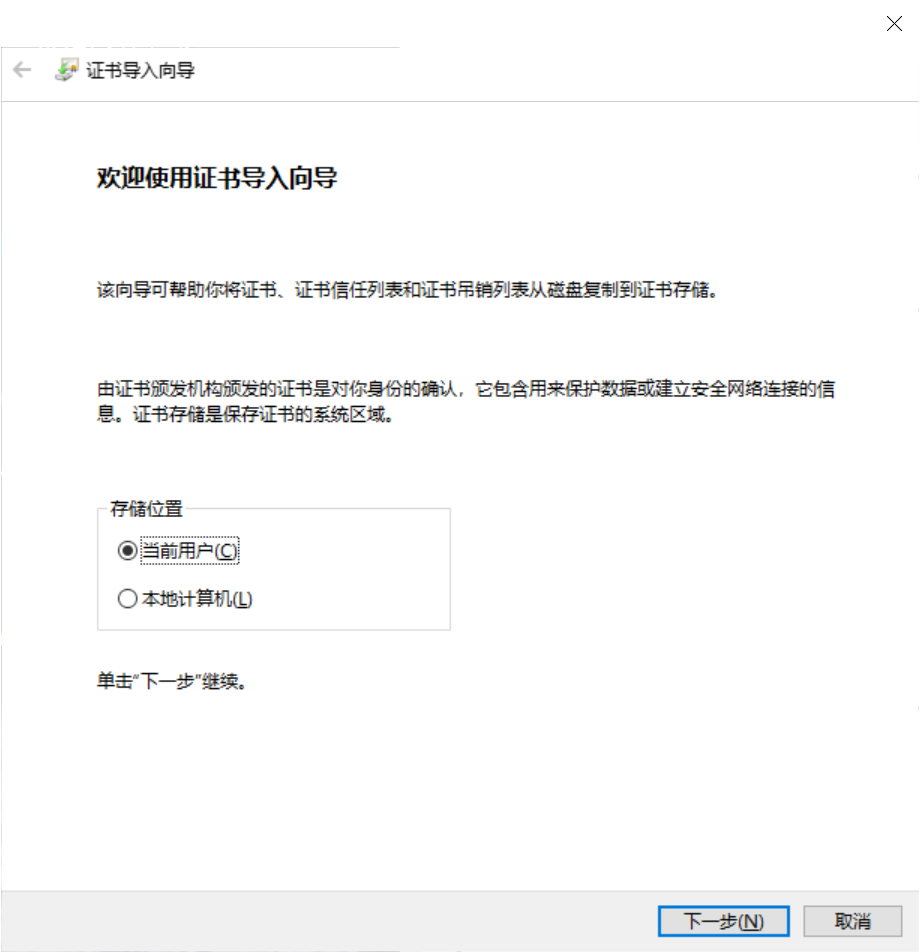 证书导入向导
欢迎使用证书导入向导
该向导可帮助你将证书、证书信任列表和证书吊销列表从磁盘复制到证书存储。
由证书颁发机构颁发的证书是对你身份的确认，它包含用来保护数据或建立安全网络连接的信
息。证书存储是保存证书的系统区域。
存储位置
当前用户(C)
本地计算机(L)
单击“下一步”继续。
下一步(N)
取消